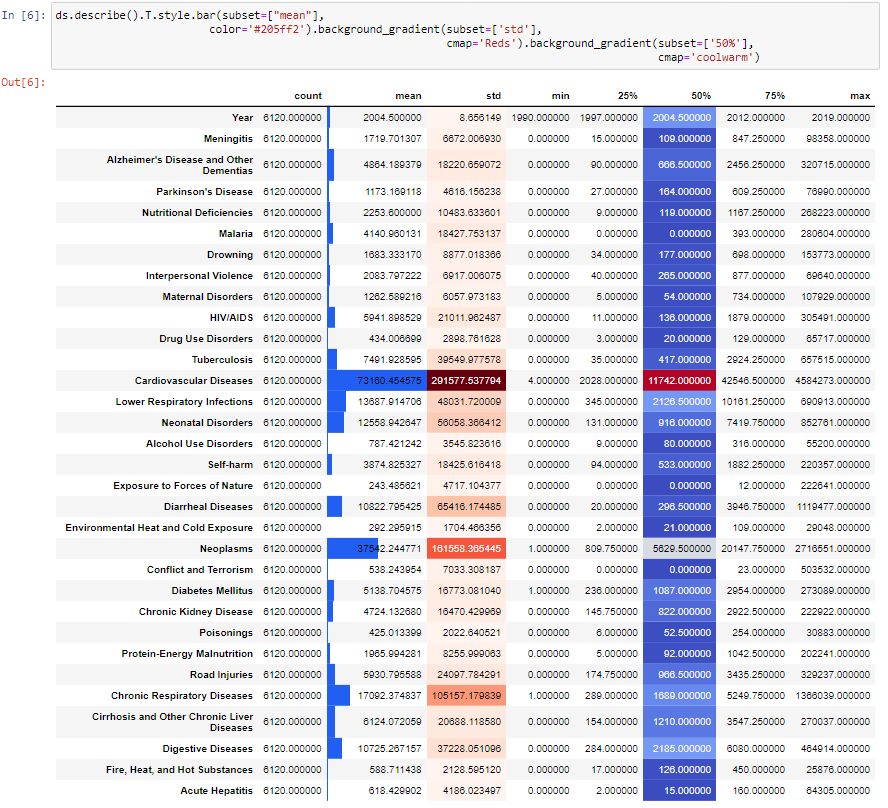 In [6]: ds.describe().T.style.bar(subset=["mean"],
color='#205ff2').background_gradient(subset=['std'],
cmap='Reds').background_gradient(subset=['50%'],
cmap='coolwarm')
Out[6]:
count mean std min 25% 50% 75% max
Year 6120.000000 2004.500000 8.656149 1990.000000 1997.000000 2004.500000 2012.000000 2019.000000
Meningitis 6120.000000 1719.701307 6672.006930 0.000000 15.000000 109.000000 847.250000 98358.000000
Alzheimer's Disease and Other
Dementias 6120.000000 4864.189379 18220.659072 0.000000 90.000000 666.500000 2456.250000 320715.000000
Parkinson's Disease 6120.000000 1173.169118 4616.156238 0.000000 27.000000 164.000000 609.250000 76990.000000
Nutritional Deficiencies 6120.000000 2253.600000 10483.633601 0.000000 9.000000 119.000000 1167.250000 268223.000000
Malaria 6120.000000 4140.960131 18427.753137 0.000000 0.000000 0.000000 393.000000 280604.000000
Drowning 6120.000000 1683.333170 8877.018366 0.000000 34.000000 177.000000 698.000000 153773.000000
Interpersonal Violence 6120.000000 2083.797222 6917.006075 0.000000 40.000000 265.000000 877.000000 69640.000000
Maternal Disorders 6120.000000 1262.589216 6057.973183 0.000000 5.000000 54.000000 734.000000 107929.000000
HIV/AIDS 6120.000000 5941.898529 21011.962487 0.000000 11.000000 136.000000 1879.000000 305491.000000
Drug Use Disorders 6120.000000 434.006699 2898.761628 0.000000 3.000000 20.000000 129.000000 65717.000000
Tuberculosis 6120.000000 7491.928595 39549.977578 0.000000 35.000000 417.000000 2924.250000 657515.000000
Cardiovascular Diseases 6120.000000 73160.454575 291577.537794 4.000000 2028.000000 11742.000000 42546.500000 4584273.000000
Lower Respiratory Infections 6120.000000 13687.914706 48031.720009 0.000000 345.000000 2126.500000 10161.250000 690913.000000
Neonatal Disorders 6120.000000 12558.942647 56058.366412 0.000000 131.000000 916.000000 7419.750000 852761.000000
Alcohol Use Disorders 6120.000000 787.421242 3545.823616 0.000000 9.000000 80.000000 316.000000 55200.000000
Self-harm 6120.000000 3874.825327 18425.616418 0.000000 94.000000 533.000000 1882.250000 220357.000000
Exposure to Forces of Nature 6120.000000 243.485621 4717.104377 0.000000 0.000000 0.000000 12.000000 222641.000000
Diarrheal Diseases 6120.000000 10822.795425 65416.174485 0.000000 20.000000 296.500000 3946.750000 1119477.000000
Environmental Heat and Cold Exposure 6120.000000 292.295915 1704.466356 0.000000 2.000000 21.000000 109.000000 29048.000000
Neoplasms 6120.000000 37542.244771 161558.365445 1.000000 809.750000 5629.500000 20147.750000 2716551.000000
Conflict and Terrorism 6120.000000 538.243954 7033.308187 0.000000 0.000000 0.000000 23.000000 503532.000000
Diabetes Mellitus 6120.000000 5138.704575 16773.081040 1.000000 236.000000 1087.000000 2954.000000 273089.000000
Chronic Kidney Disease 6120.000000 4724.132680 16470.429969 0.000000 145.750000 822.000000 2922.500000 222922.000000
Poisonings 6120.000000 425.013399 2022.640521 0.000000 6.000000 52.500000 254.000000 30883.000000
Protein-Energy Malnutrition 6120.000000 1965.994281 8255.999063 0.000000 5.000000 92.000000 1042.500000 202241.000000
Road Injuries 6120.000000 5930.795588 24097.784291 0.000000 174.750000 966.500000 3435.250000 329237.000000
Chronic Respiratory Diseases 6120.000000 17092.374837 105157.179839 1.000000 289.000000 1689.000000 5249.750000 1366039.000000
Cirrhosis and Other Chronic Liver
Diseases 6120.000000 6124.072059 20688.118580 0.000000 154.000000 1210.000000 3547.250000 270037.000000
Digestive Diseases 6120.000000 10725.267157 37228.051096 0.000000 284.000000 2185.000000 6080.000000 464914.000000
Fire, Heat, and Hot Substances 6120.000000 588.711438 2128.595120 0.000000 17.000000 126.000000 450.000000 25876.000000
Acute Hepatitis 6120.000000 618.429902 4186.023497 0.000000 2.000000 15.000000 160.000000 64305.000000